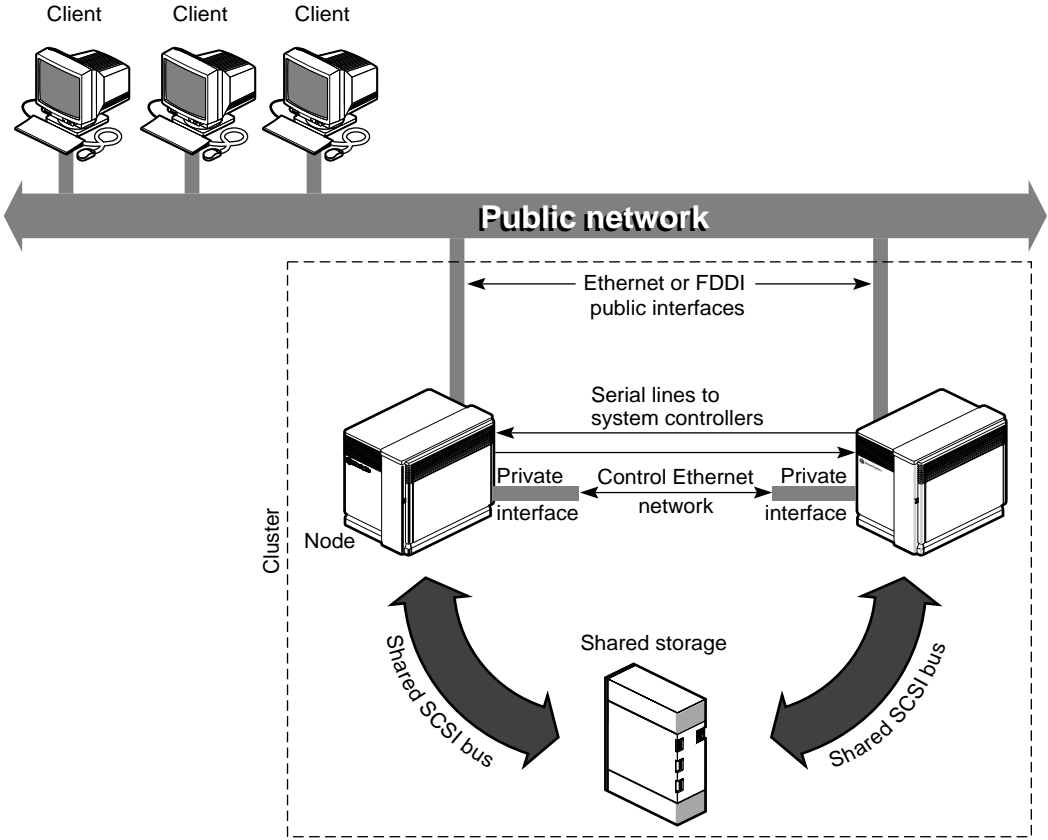 Client
Client
Client
Public network
Ethernet or FDDI
public interfaces
Serial lines to
system controllers
Private
interface
Control Ethernet
network
Private
interface
Node
Cluster
Shared storage
Shared SCSI bus
Shared SCSI bus